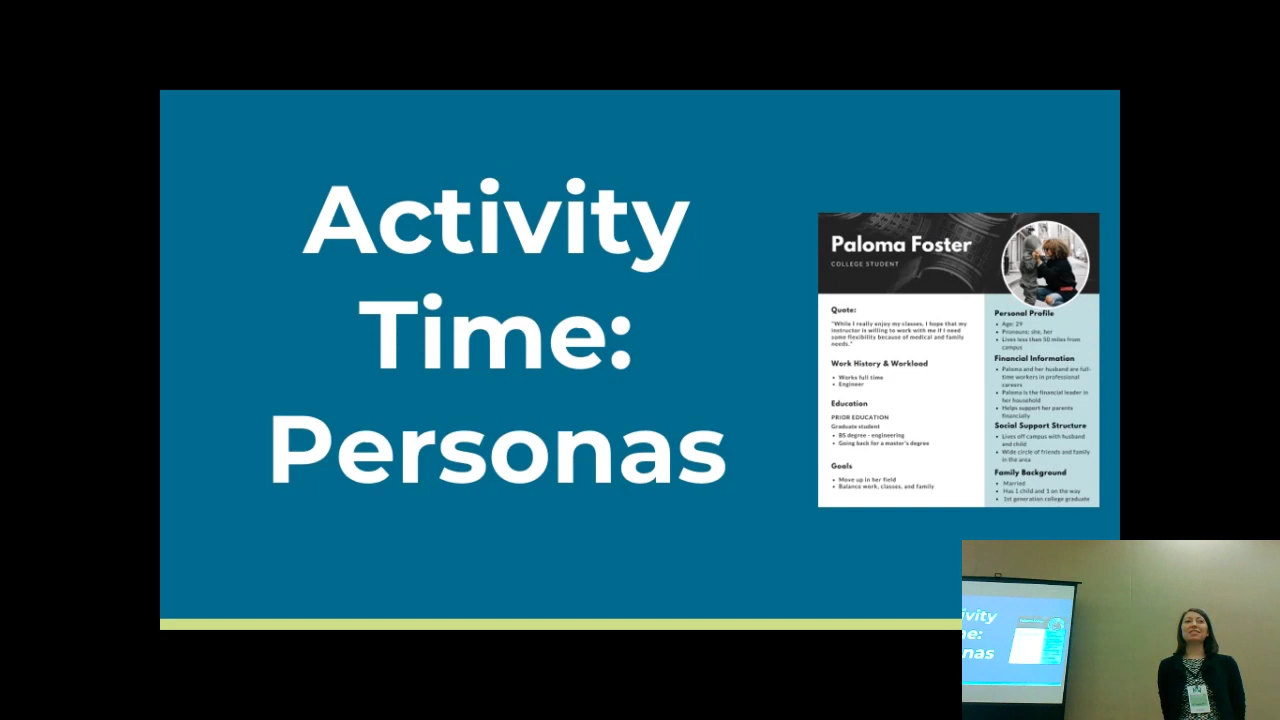 Activity
Time:
Personas
Paloma Foster
COLLEGE STUDENT
Quote:
"While I really enjoy my classes, I hope that my
instructor is willing to work with me if I need
some flexibility because of medical and family
needs."
Work History & Workload
• Works full time
• Engineer
Education
PRIOR EDUCATION
Graduate student
• BS degree - engineering
• Going back for a master's degree
Goals
• Move up in her field
• Balance work, classes, and family
Personal Profile
• Age: 29
• Pronouns: she, her
• Lives less than 50 miles from
campus
Financial Information
• Paloma and her husband are full-
time workers in professional
careers
• Paloma is the financial leader in
her household
• Helps support her parents
financially
Social Support Structure
• Lives off campus with husband
and child
• Wide circle of friends and family
in the area
Family Background
• Married
• Has 1 child and 1 on the way
• 1st generation college graduate
ivity
ne:
nas